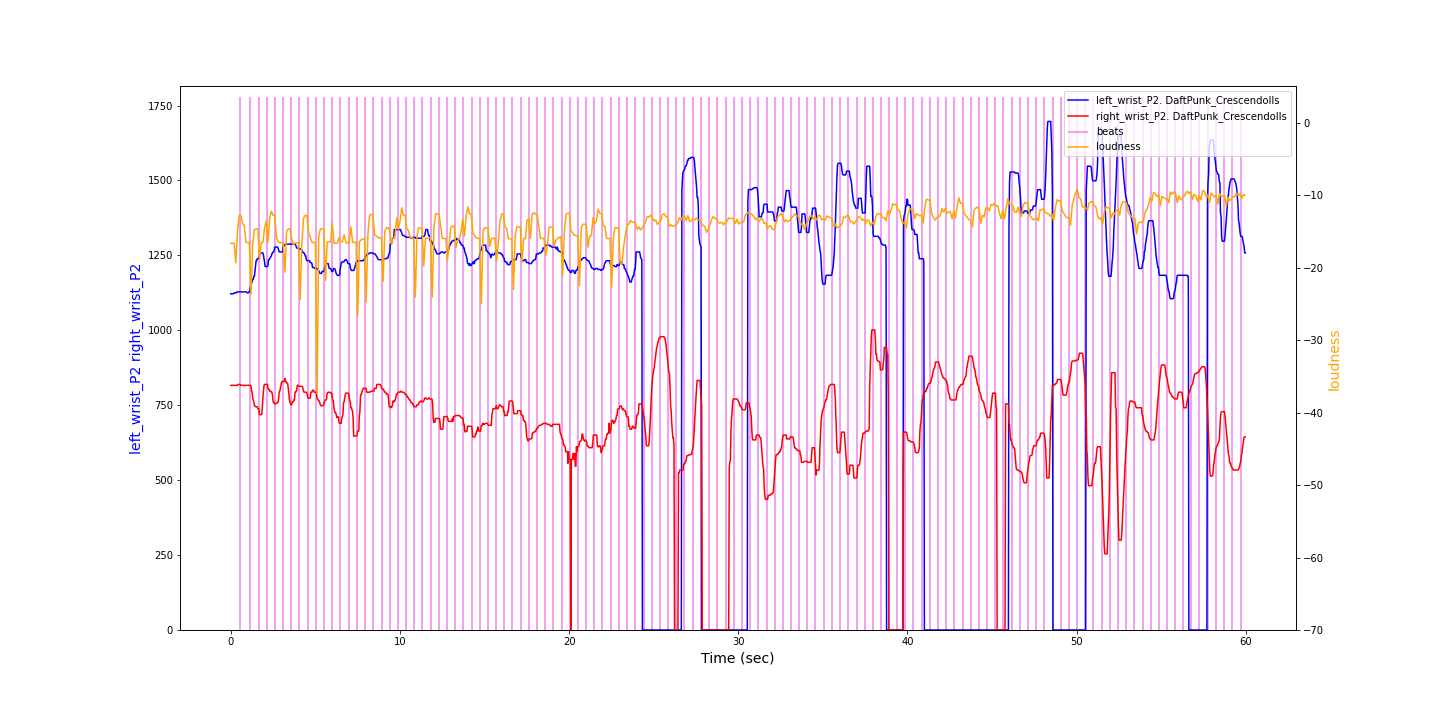 left_wrist_P2. DaftPunk_Crescendolls
right_wrist_P2. DaftPunk_Crescendolls
beats
loudness
1750
1500
1250
1000
750
500
250
0
left_wrist_P2 right_wrist_P2
0
−10
−20
−30
−40
−50
−60
−70
loudness
0 10 20 30 40 50 60
Time (sec)